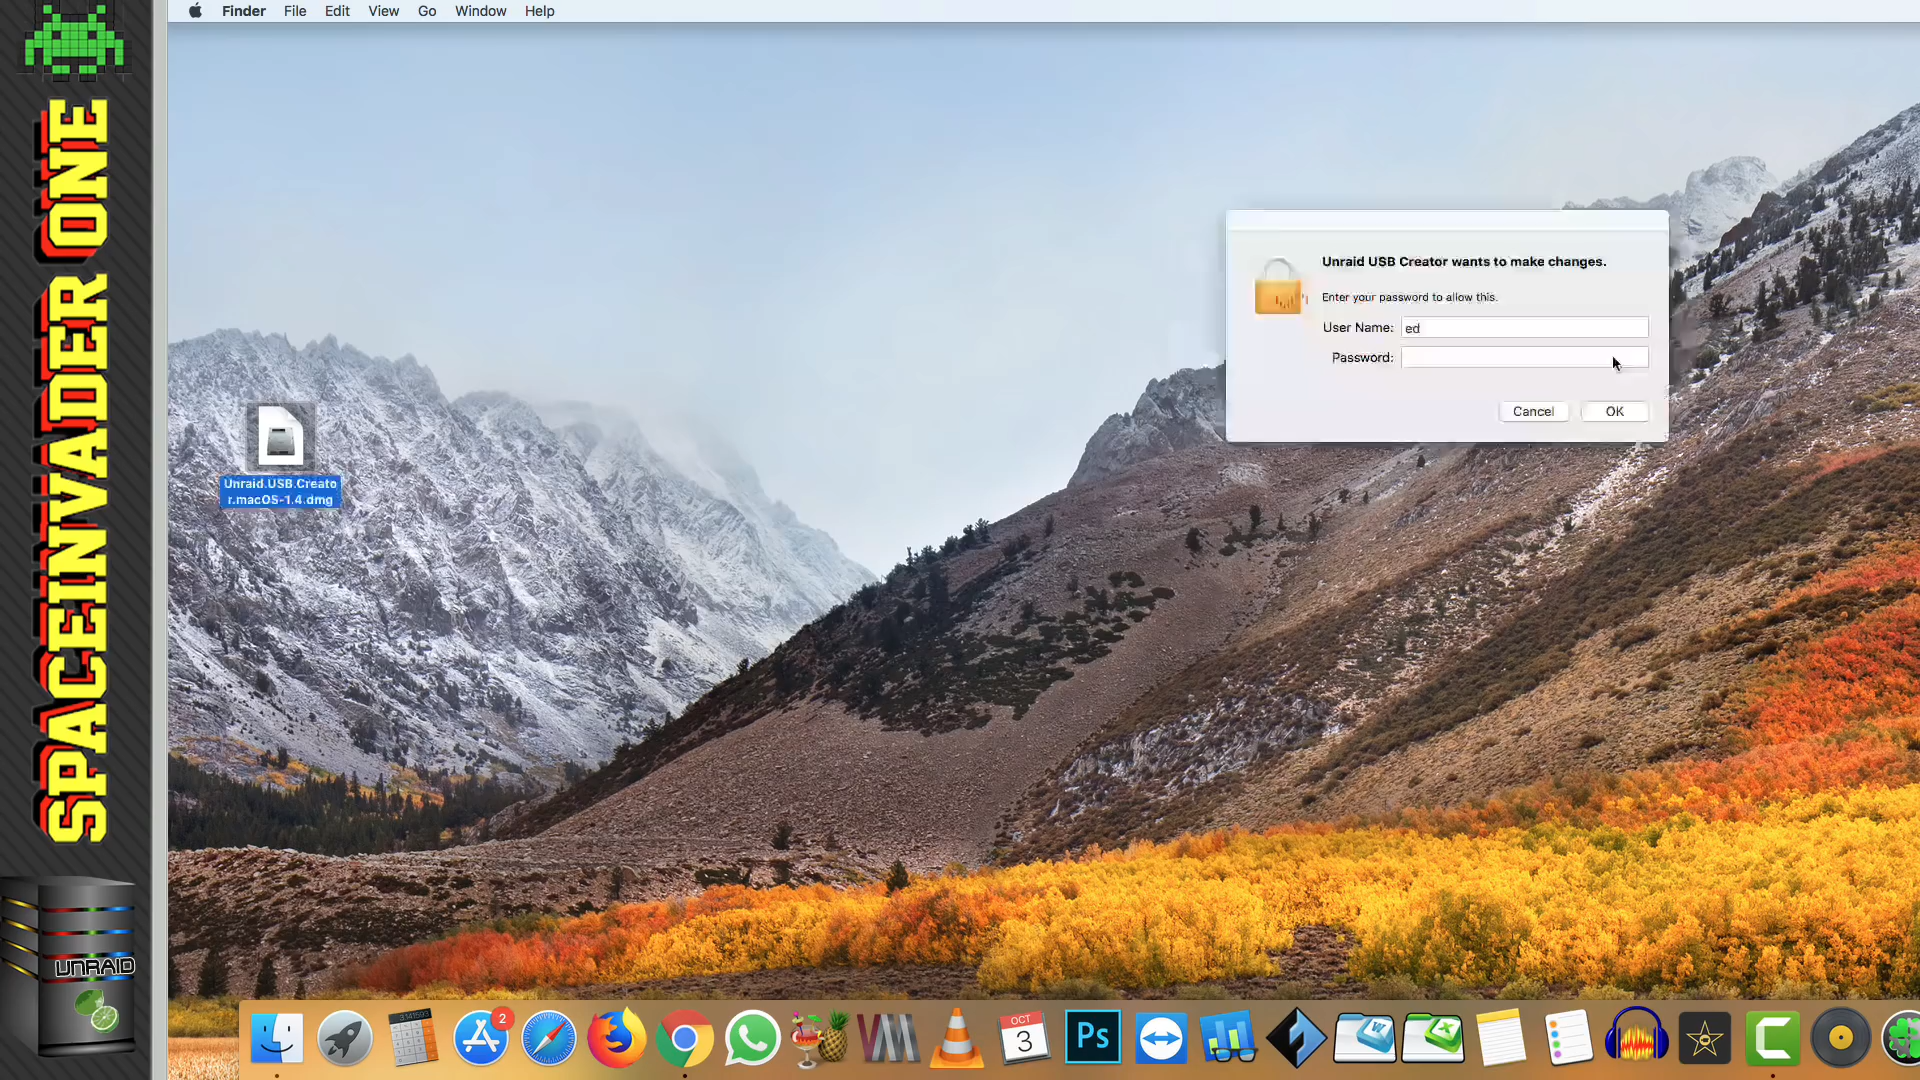 SPACEINVADER ONE
UNRAID
Finder File Edit View Go Window Help
Unraid USB Creator wants to make changes.
Enter your password to allow this.
User Name: ed
Password:
Cancel OK
Unraid.USB.Creato
r.macOS-1.4.dmg
3.141593
2
OCT
3
Ps
W
X